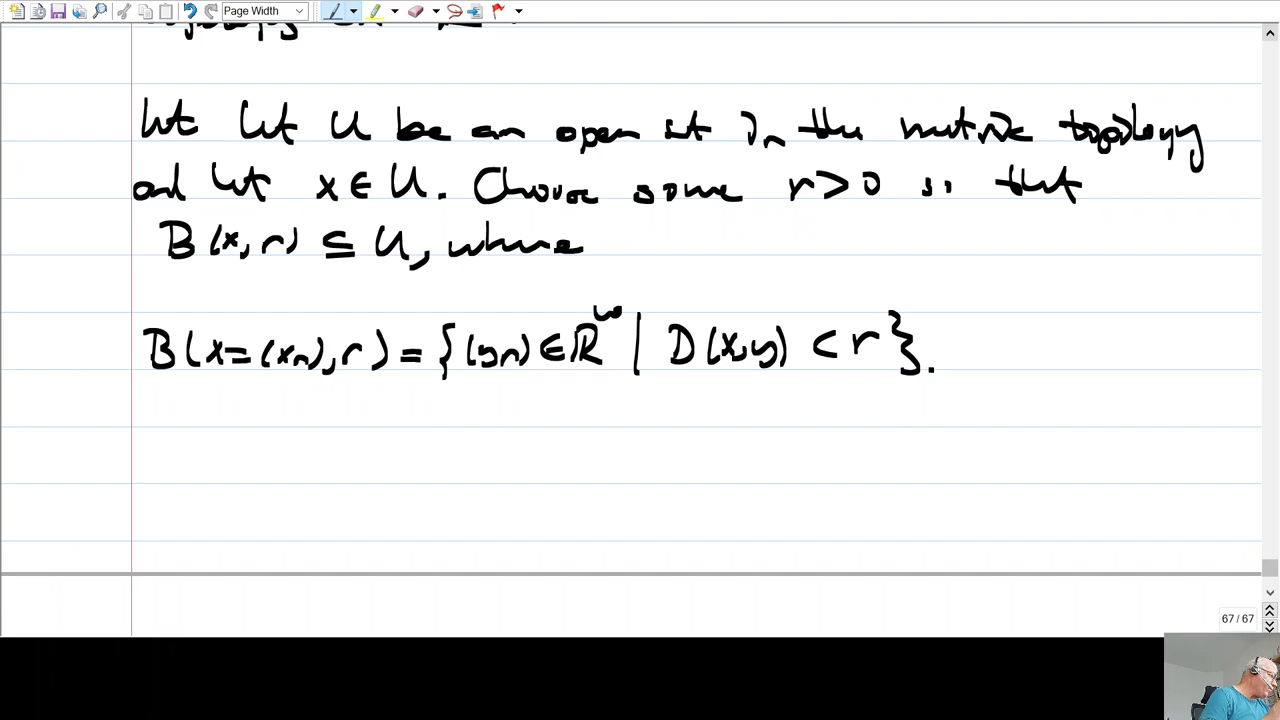 Page Width
Let Let U be an open set in the metric topology
and let x ∈ U. Choose some r > 0 so that
B(x, r) ⊆ U, where
B(x=(xn), r) = {(yn) ∈ ℝ^ω | D(x,y) < r}.
67 / 67